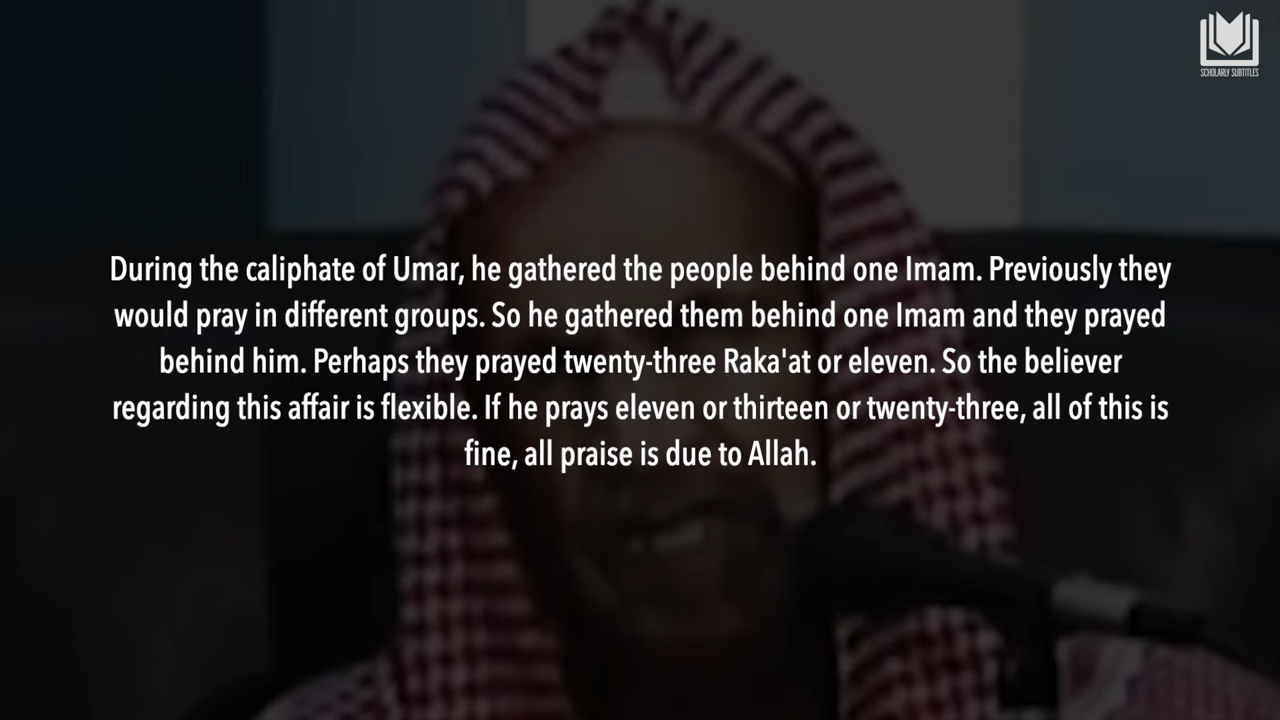 SCHOLARLY SUBTITLES
During the caliphate of Umar, he gathered the people behind one Imam. Previously they
would pray in different groups. So he gathered them behind one Imam and they prayed
behind him. Perhaps they prayed twenty-three Raka'at or eleven. So the believer
regarding this affair is flexible. If he prays eleven or thirteen or twenty-three, all of this is
fine, all praise is due to Allah.